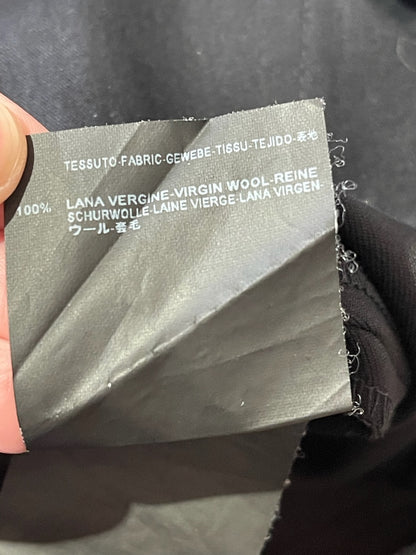 TESSUTO-FABRIC-GEWEBE-TISSU-TEJIDO-表地
100% LANA VERGINE-VIRGIN WOOL-REINE
SCHURWOLLE-LAINE VIERGE-LANA VIRGEN-
ウール-套毛